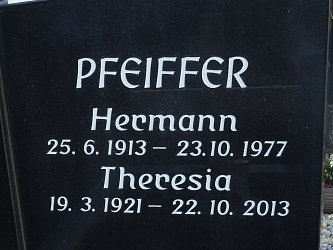 PFEIFFER
Hermann
25. 6. 1913 – 23. 10. 1977
Theresia
19. 3. 1921 – 22. 10. 2013